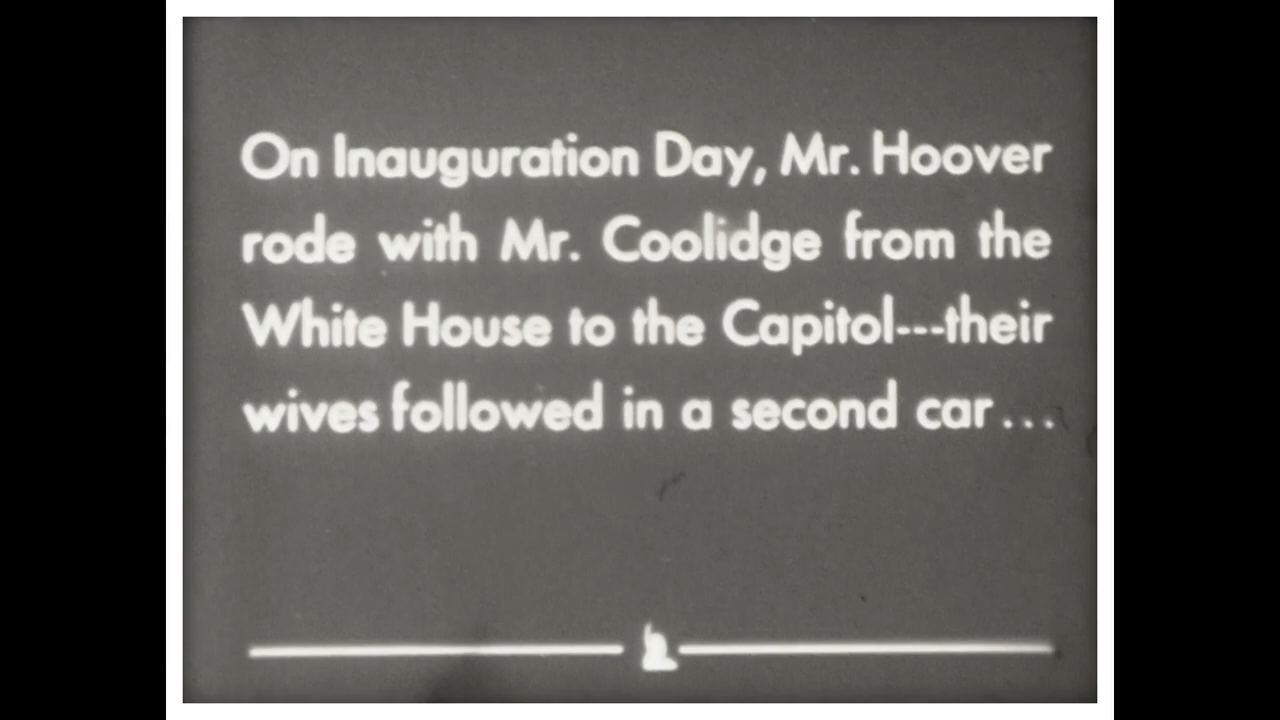 On Inauguration Day, Mr. Hoover
rode with Mr. Coolidge from the
White House to the Capitol---their
wives followed in a second car...